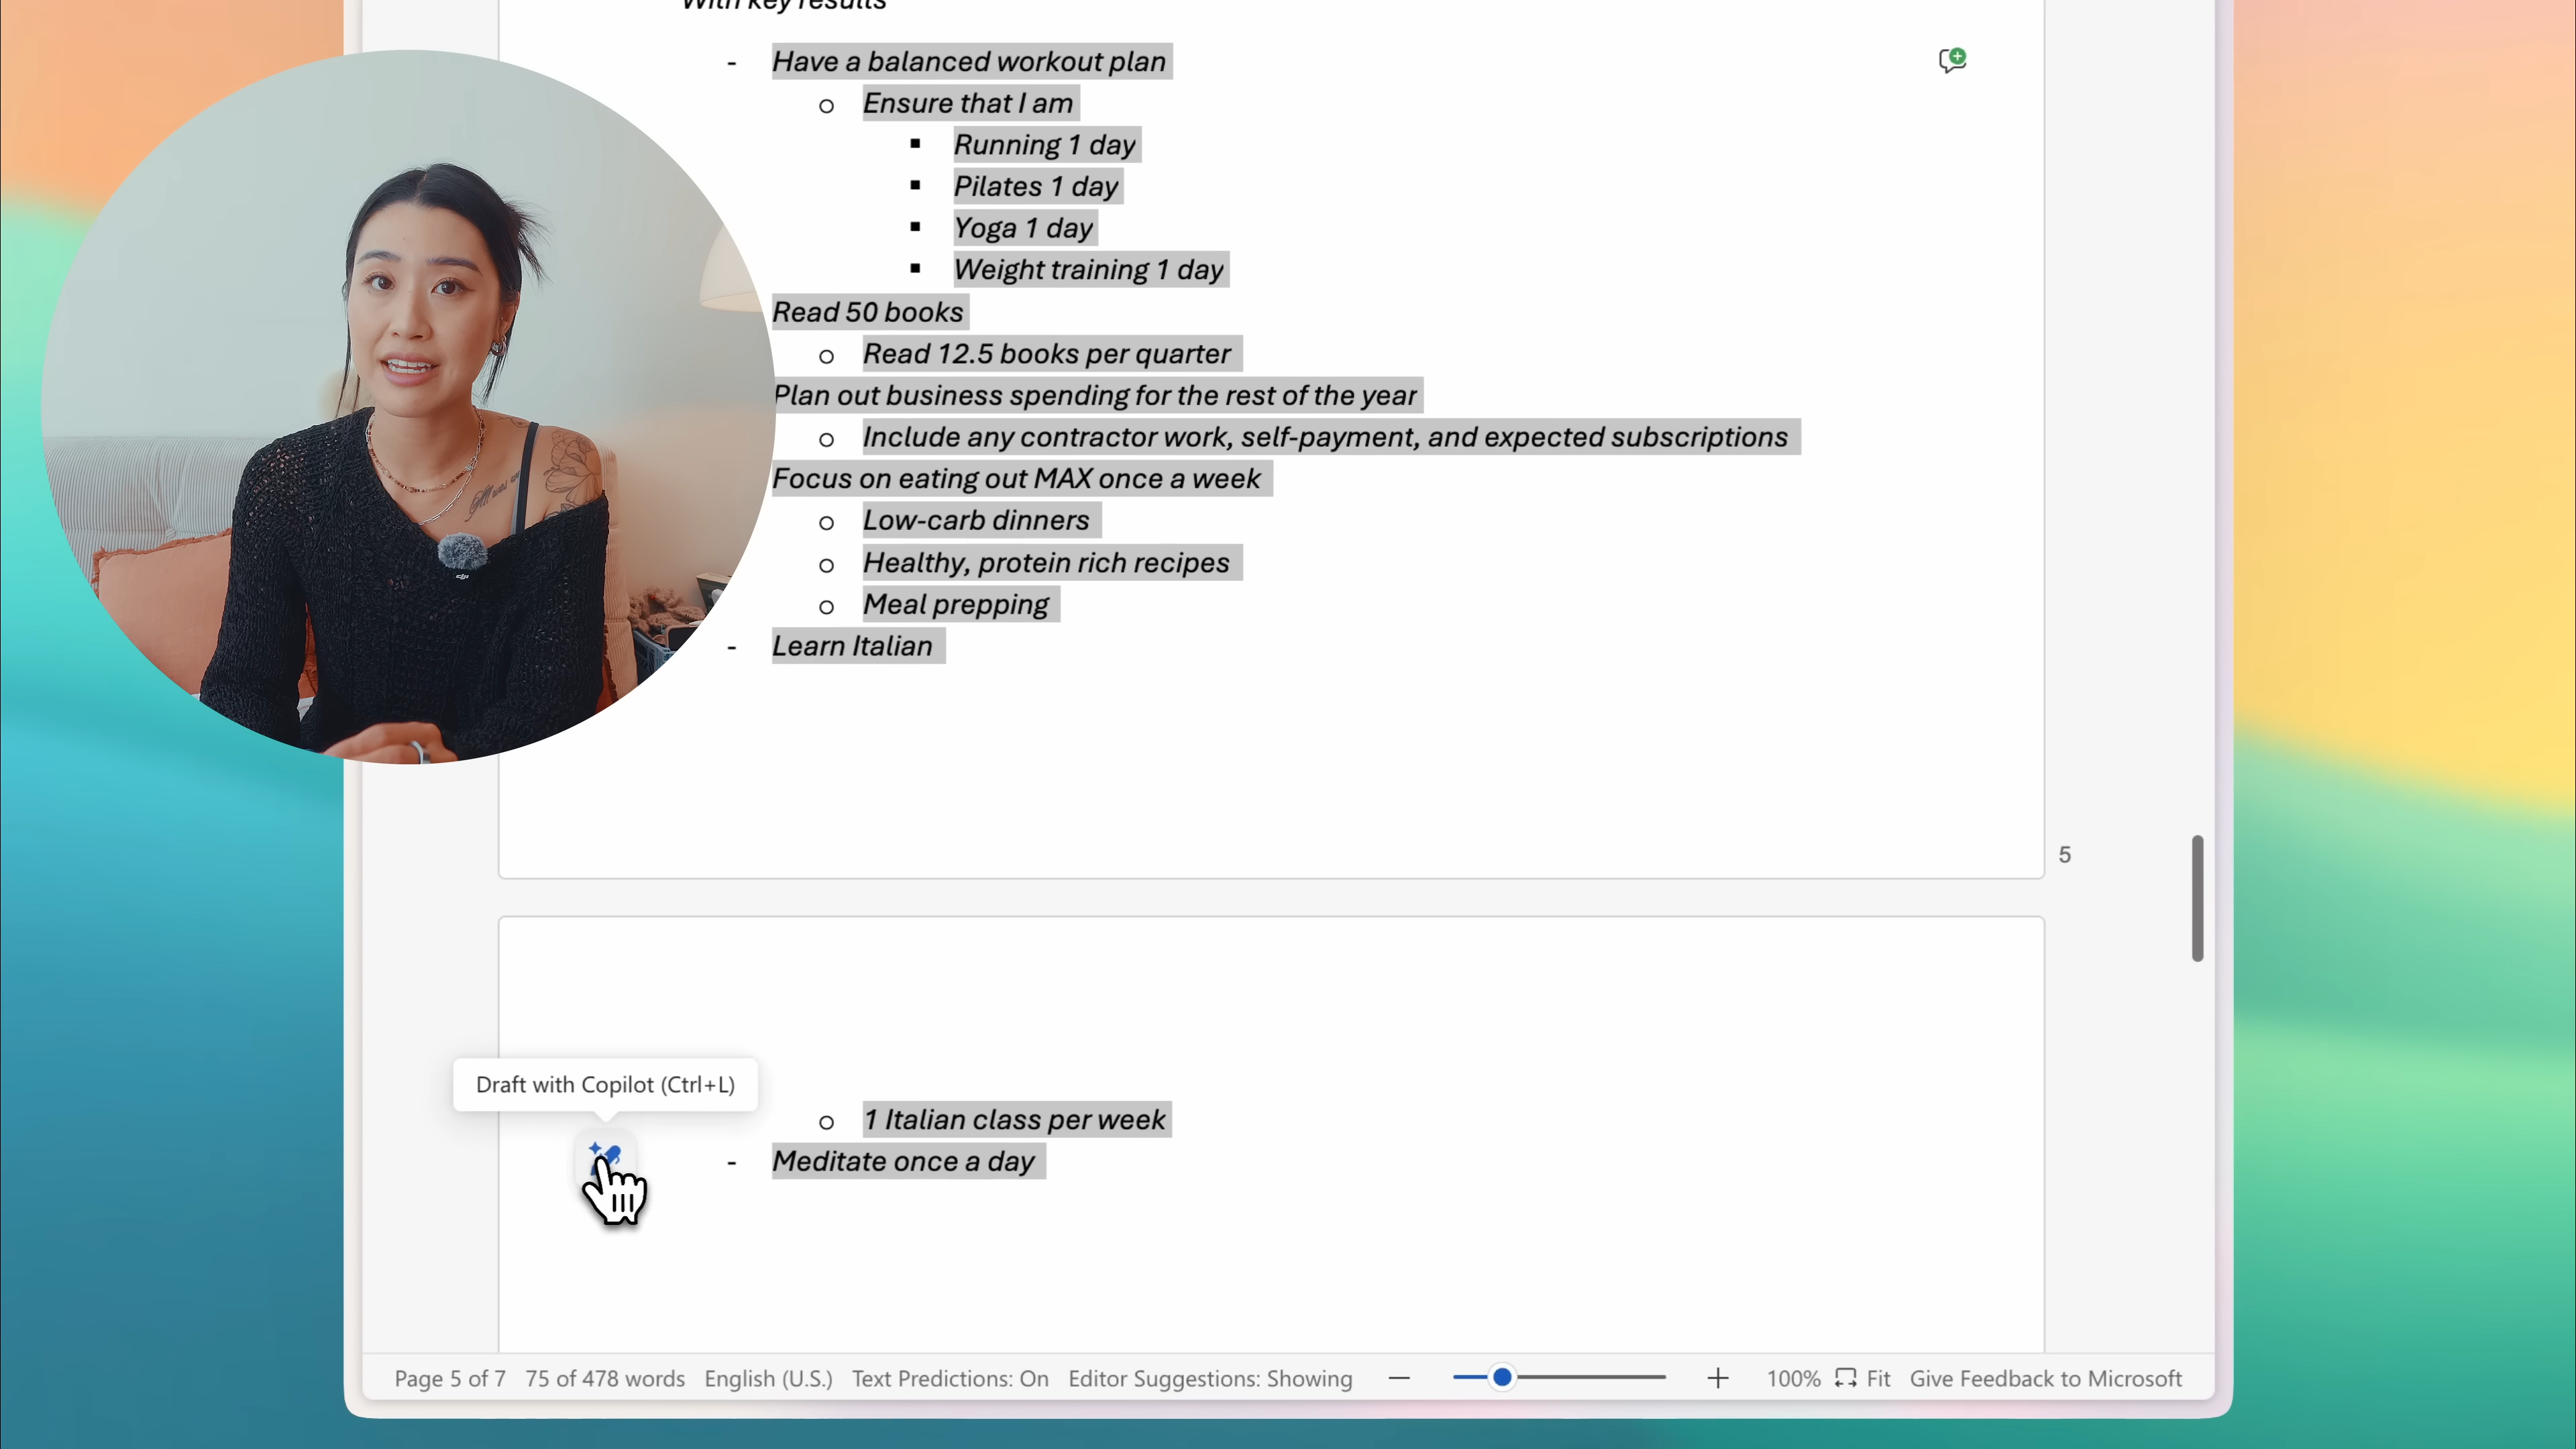 With key results
- Have a balanced workout plan
o Ensure that I am
▪ Running 1 day
▪ Pilates 1 day
▪ Yoga 1 day
▪ Weight training 1 day
Read 50 books
o Read 12.5 books per quarter
Plan out business spending for the rest of the year
o Include any contractor work, self-payment, and expected subscriptions
Focus on eating out MAX once a week
o Low-carb dinners
o Healthy, protein rich recipes
o Meal prepping
- Learn Italian
5
Draft with Copilot (Ctrl+L)
o 1 Italian class per week
- Meditate once a day
Page 5 of 7 75 of 478 words English (U.S.) Text Predictions: On Editor Suggestions: Showing 100% Fit Give Feedback to Microsoft